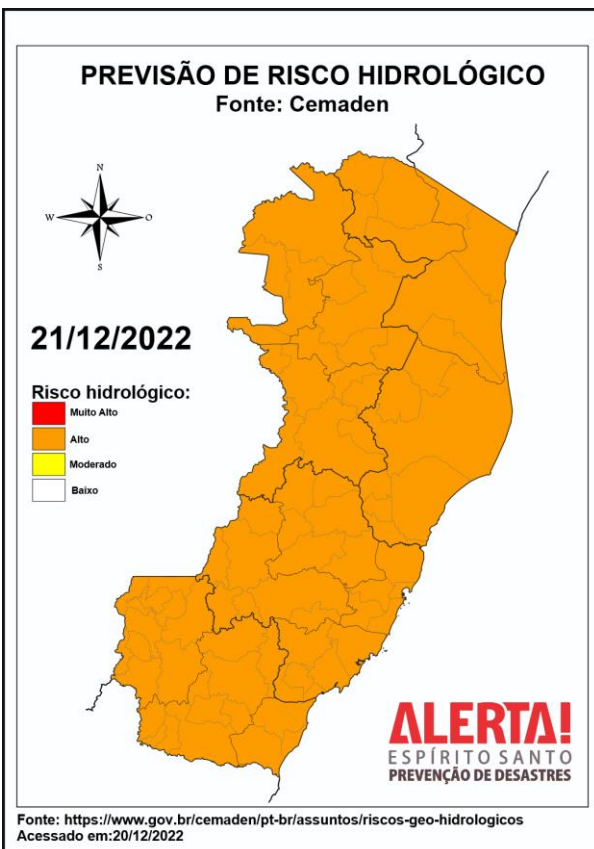 PREVISÃO DE RISCO HIDROLÓGICO
Fonte: Cemaden
N
W
O
S
21/12/2022
Risco hidrológico:
Muito Alto
Alto
Moderado
Baixo
ALERTA!
ESPÍRITO SANTO
PREVENÇÃO DE DESASTRES
Fonte: https://www.gov.br/cemaden/pt-br/assuntos/riscos-geo-hidrologicos
Acessado em:20/12/2022